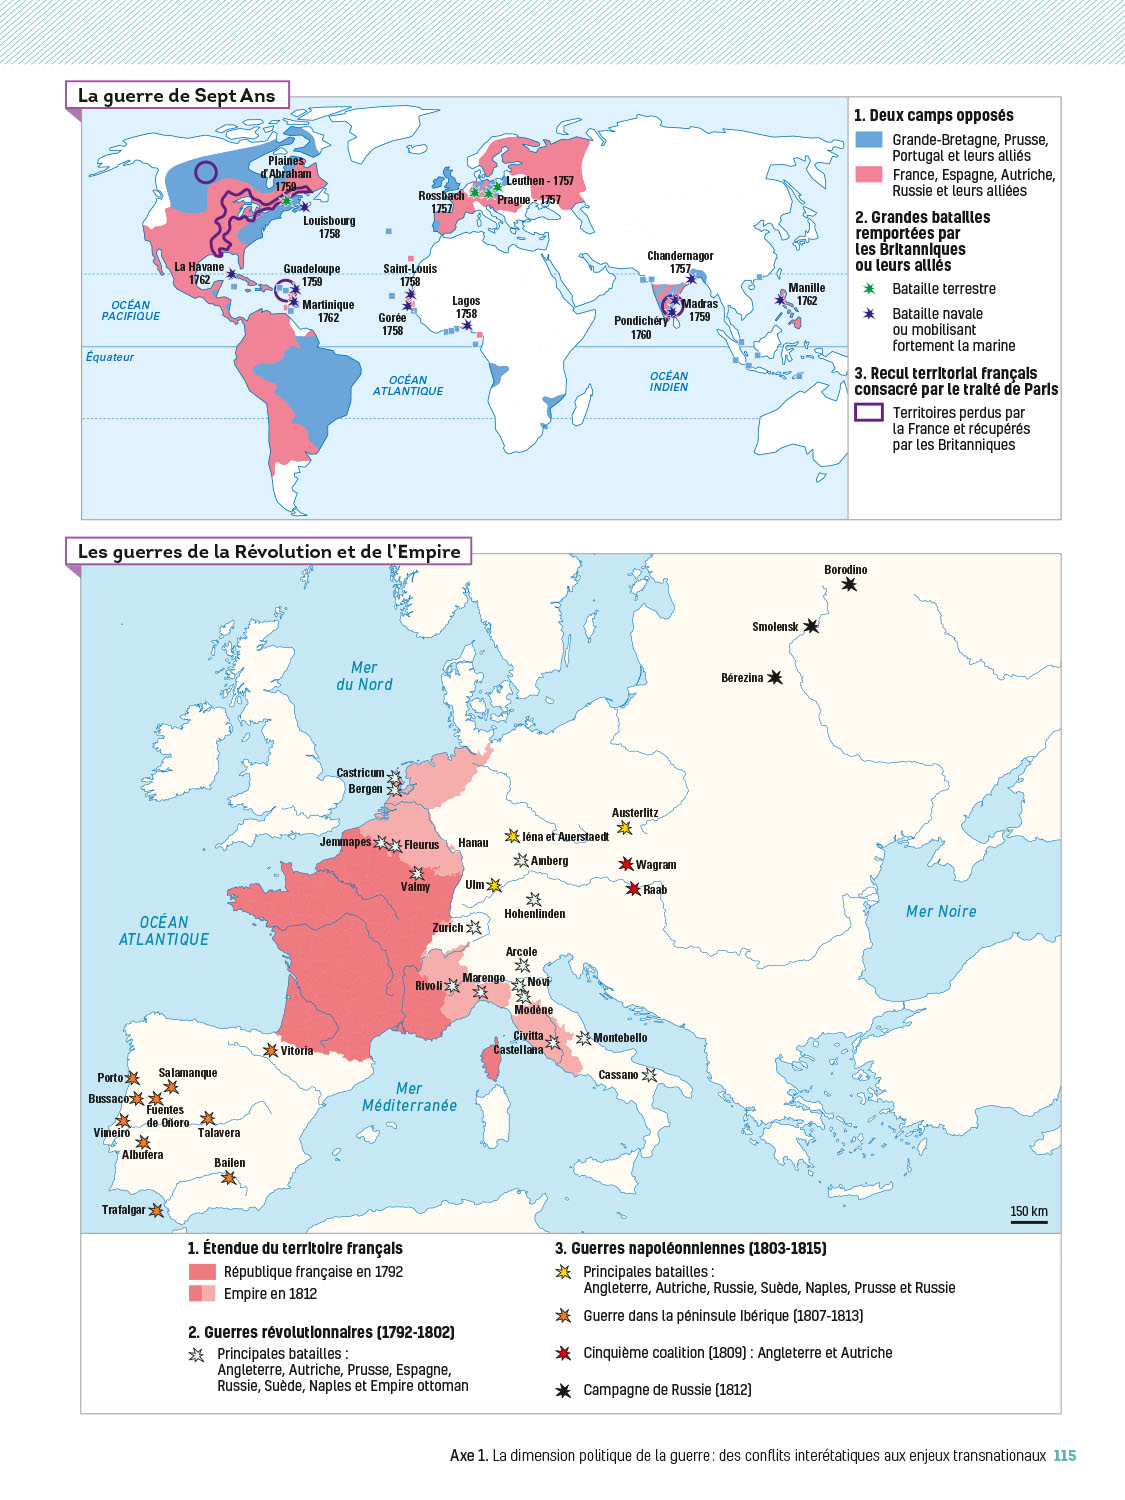 La guerre de Sept Ans
Plaines
d'Abraham
1759
Louisbourg
1758
La Havane
1762
Guadeloupe
1759
Martinique
1762
Saint-Louis
1758
Gorée
1758
Lagos
1758
Rossbach
1757
Leuthen - 1757
Prague - 1757
Chandernagor
1757
Madras
1759
Pondichéry
1760
Manille
1762
OCÉAN
PACIFIQUE
Équateur
OCÉAN
ATLANTIQUE
OCÉAN
INDIEN
1. Deux camps opposés
Grande-Bretagne, Prusse,
Portugal et leurs alliés
France, Espagne, Autriche,
Russie et leurs alliées
2. Grandes batailles
remportées par
les Britanniques
ou leurs alliés
Bataille terrestre
Bataille navale
ou mobilisant
fortement la marine
3. Recul territorial français
consacré par le traité de Paris
Territoires perdus par
la France et récupérés
par les Britanniques
Les guerres de la Révolution et de l'Empire
Borodino
Smolensk
Bérezina
Mer
du Nord
Castricum
Bergen
Austerlitz
Jemmapes
Fleurus
Hanau
Iéna et Auerstaedt
Amberg
Wagram
Valmy
Ulm
Raab
Hohenlinden
Zurich
OCÉAN
ATLANTIQUE
Mer Noire
Arcole
Rivoli
Marengo
Novi
Modène
Civitta
Castellana
Montebello
Cassano
Vitoria
Porto
Salamanque
Bussaco
Fuentes
de Oñoro
Vimeiro
Talavera
Albufera
Bailen
Trafalgar
Mer
Méditerranée
150 km
1. Étendue du territoire français
République française en 1792
Empire en 1812
2. Guerres révolutionnaires (1792-1802)
Principales batailles :
Angleterre, Autriche, Prusse, Espagne,
Russie, Suède, Naples et Empire ottoman
3. Guerres napoléonniennes (1803-1815)
Principales batailles :
Angleterre, Autriche, Russie, Suède, Naples, Prusse et Russie
Guerre dans la péninsule Ibérique (1807-1813)
Cinquième coalition (1809) : Angleterre et Autriche
Campagne de Russie (1812)
Axe 1. La dimension politique de la guerre : des conflits interétatiques aux enjeux transnationaux 115